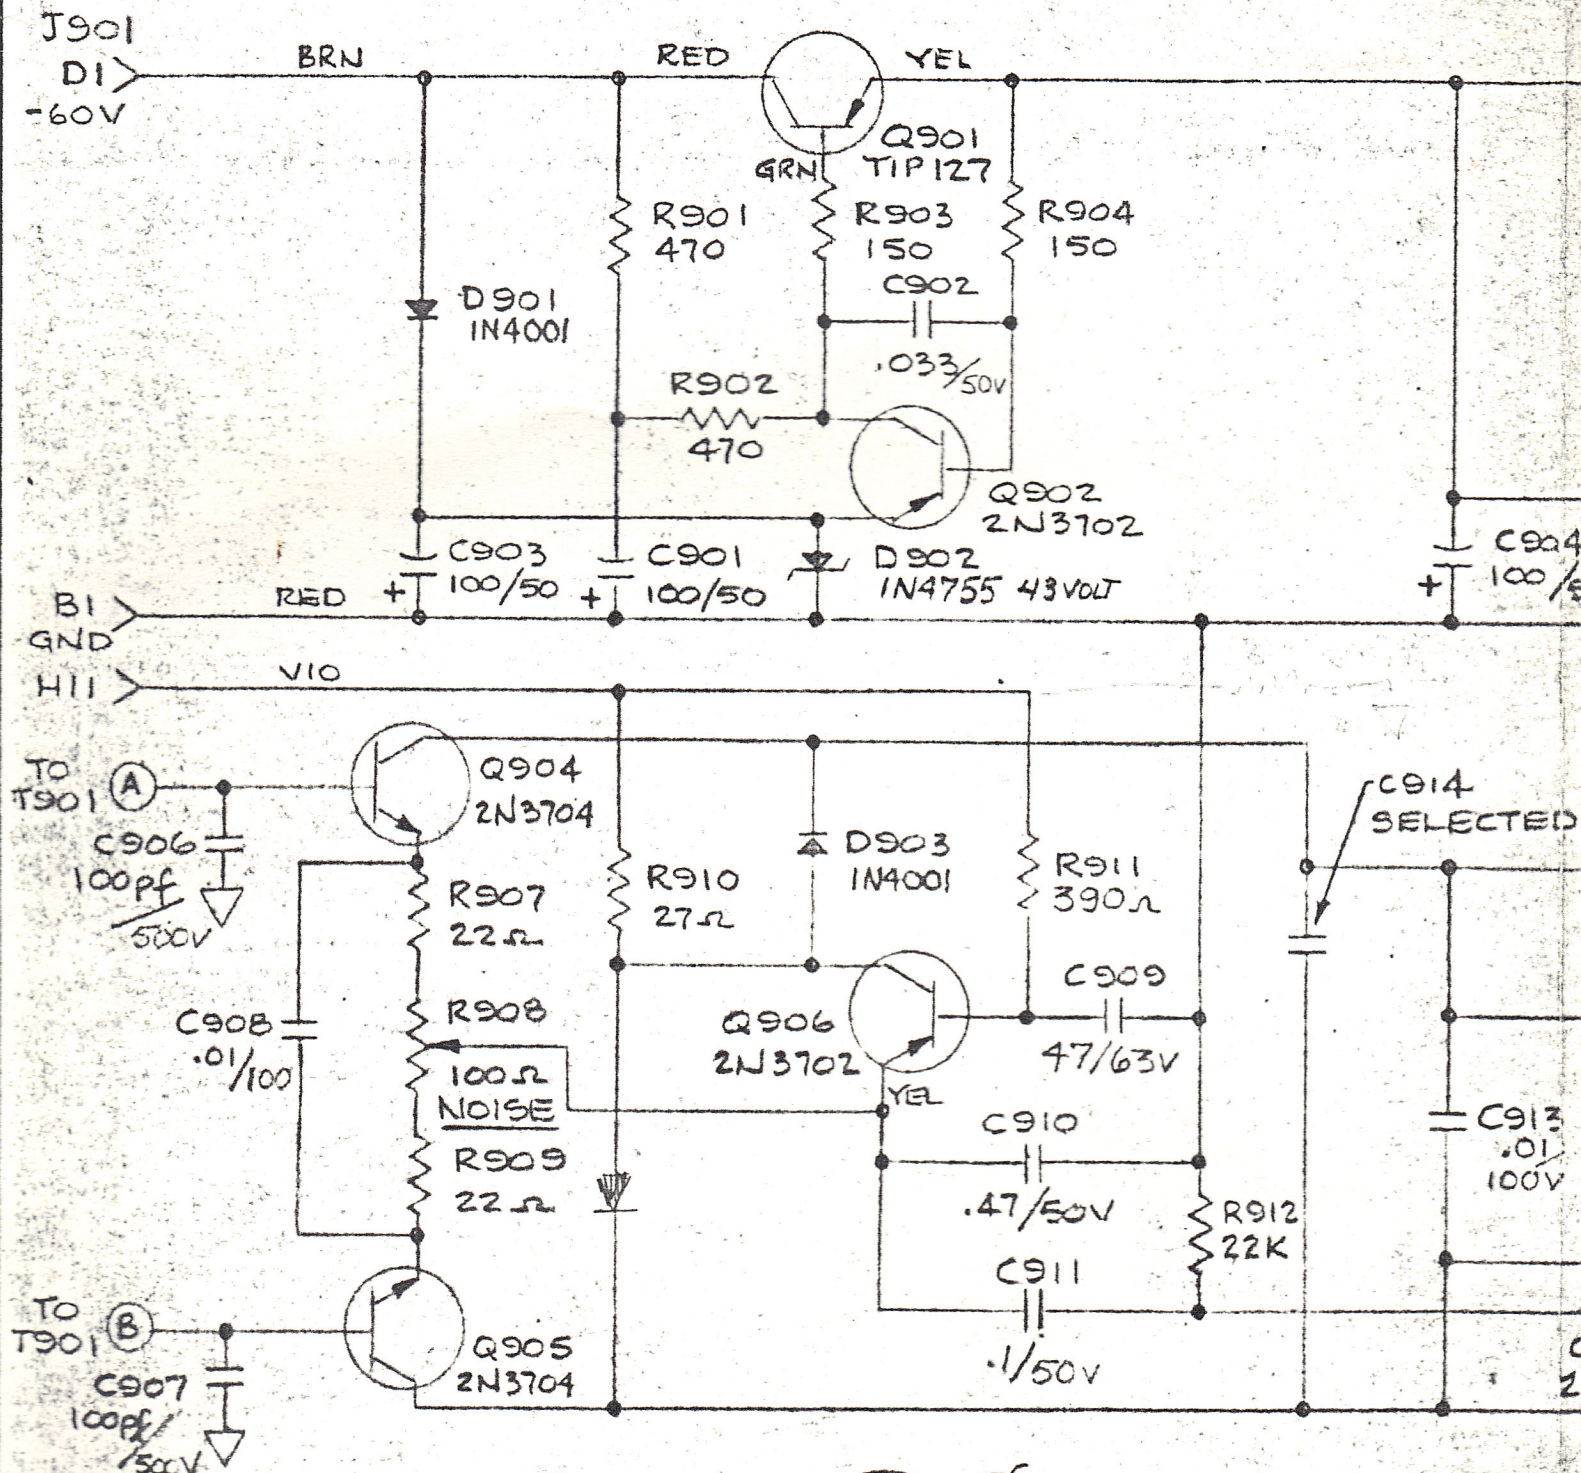 J901
D1
-60V
BRN
RED
YEL
Q901
TIP127
GRN
R901
470
R903
150
R904
150
C902
.033/50V
D901
1N4001
R902
470
Q902
2N3702
C903
100/50
+
C901
100/50
+
D902
1N4755 43VOLT
C904
100
+
B1
GND
RED
H11
VIO
TO
T901
A
Q904
2N3704
C906
100pf
/500V
R907
22Ω
R910
27Ω
D903
1N4001
R911
390Ω
C914
SELECTED
C908
.01/100
R908
100Ω
NOISE
Q906
2N3702
C909
47/63V
YEL
R909
22Ω
C910
.47/50V
C913
.01
100V
R912
22K
C911
.1/50V
TO
T901
B
Q905
2N3704
C907
100pf/
/500V